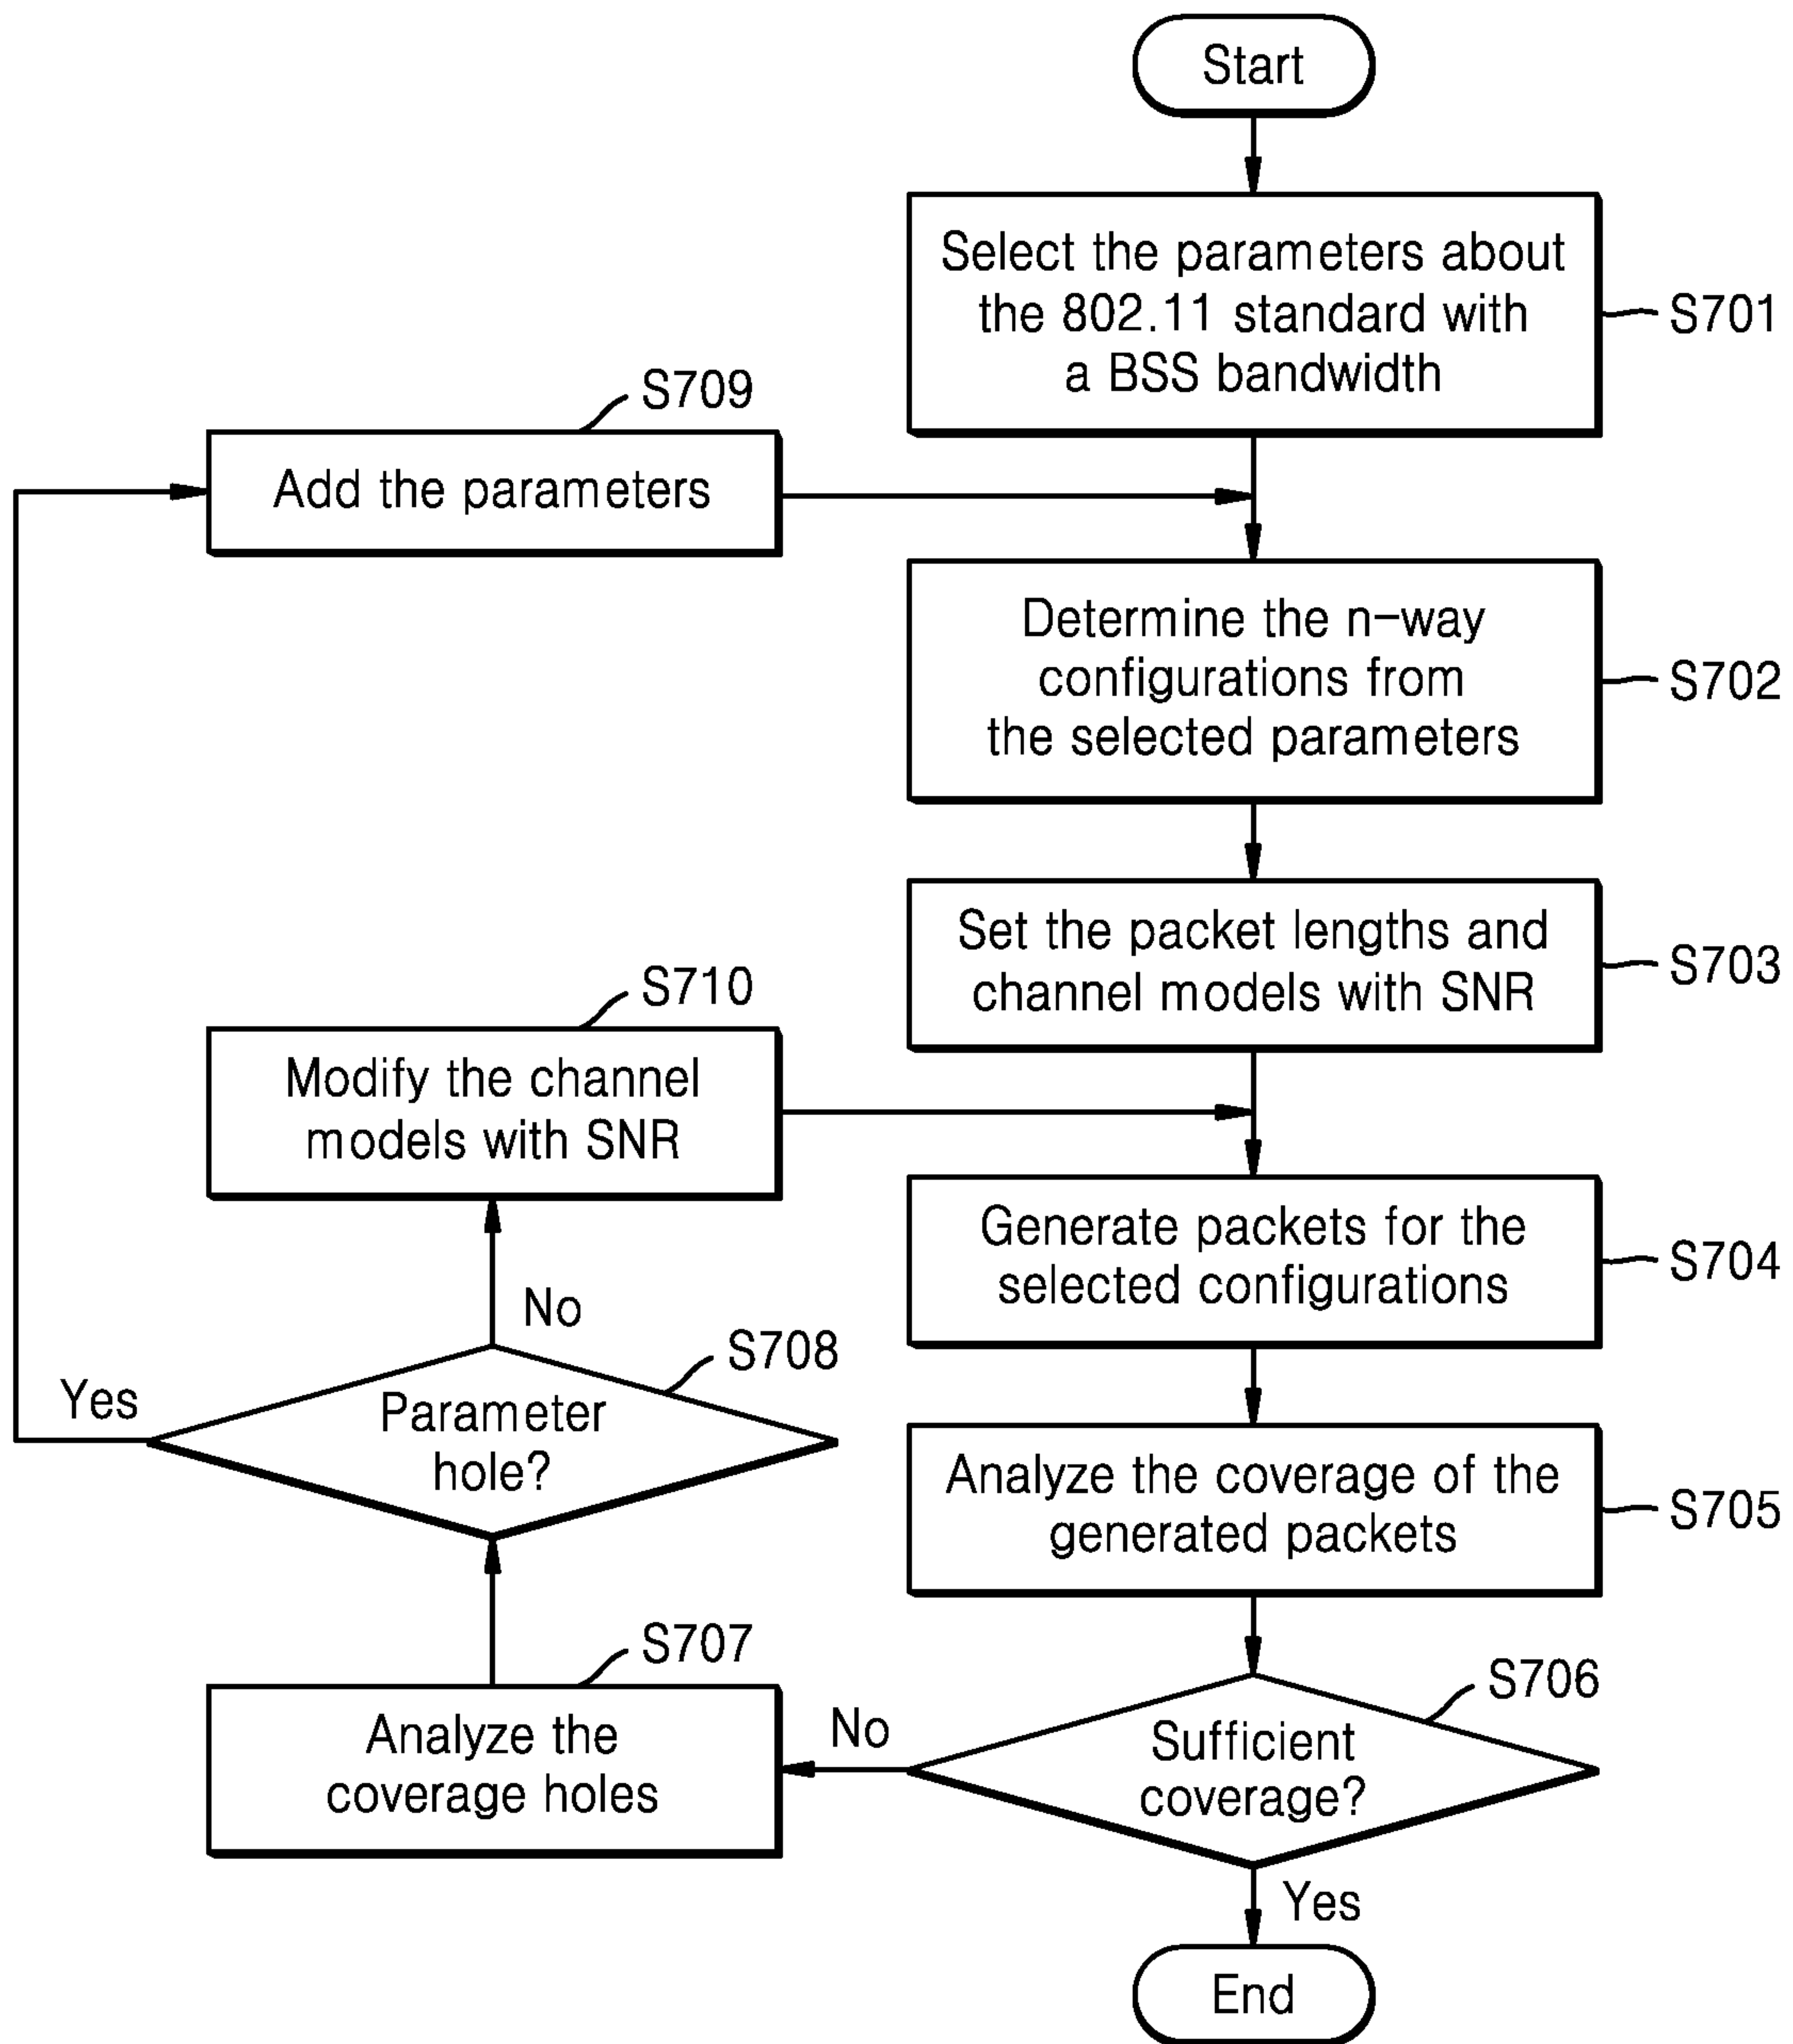 Start
Select the parameters about
the 802.11 standard with
a BSS bandwidth
S701
S709
Add the parameters
Determine the n-way
configurations from
the selected parameters
S702
Set the packet lengths and
channel models with SNR
S703
S710
Modify the channel
models with SNR
Generate packets for the
selected configurations
S704
No
S708
Yes
Parameter
hole?
Analyze the coverage of the
generated packets
S705
S707
Analyze the
coverage holes
No
S706
Sufficient
coverage?
Yes
End